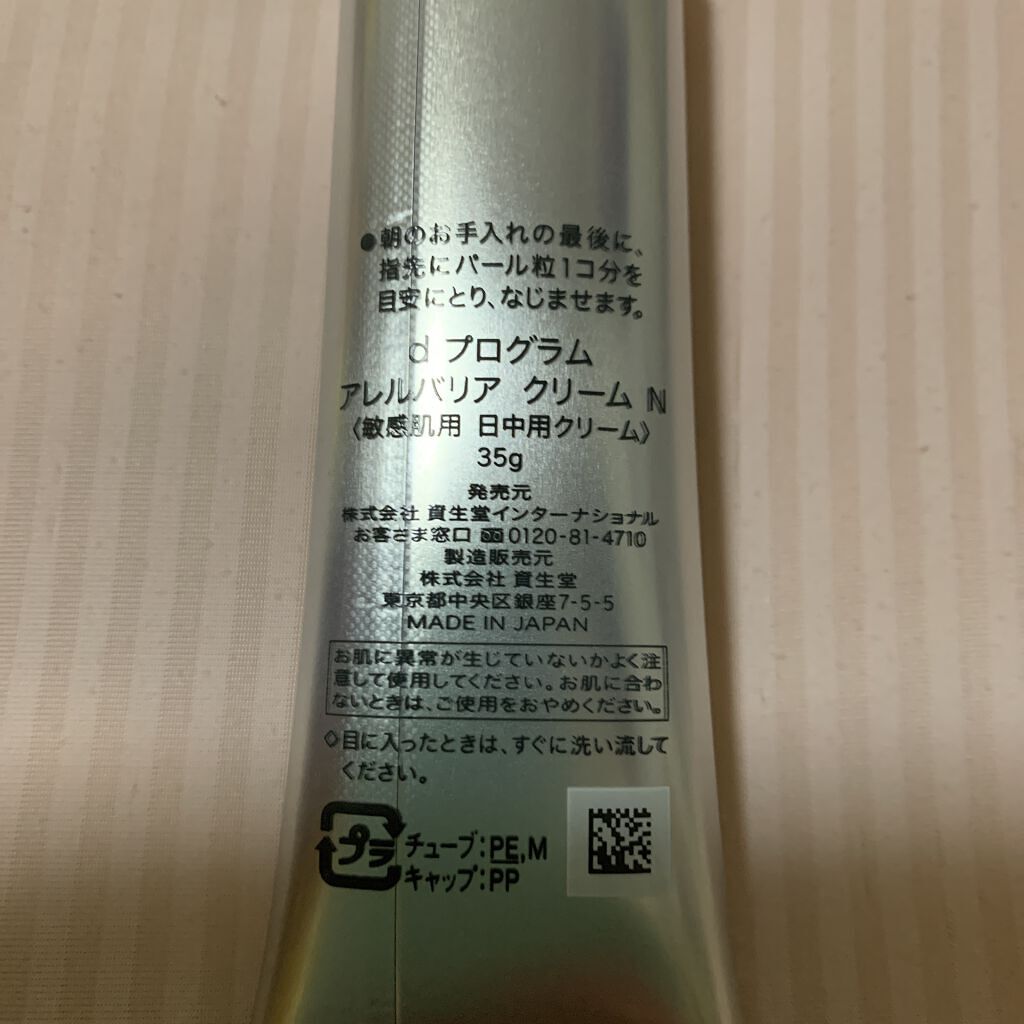 ●朝のお手入れの最後に、
指先にパール粒1コ分を
目安にとり、なじませます。
d プログラム
アレルバリア クリーム N
〈敏感肌用 日中用クリーム〉
35g
発売元
株式会社 資生堂インターナショナル
お客さま窓口 0120-81-4710
製造販売元
株式会社 資生堂
東京都中央区銀座7-5-5
MADE IN JAPAN
お肌に異常が生じていないかよく注
意して使用してください。お肌に合わ
ないときは、ご使用をおやめください。
◇目に入ったときは、すぐに洗い流して
ください。
プラ
チューブ:PE,M
キャップ:PP